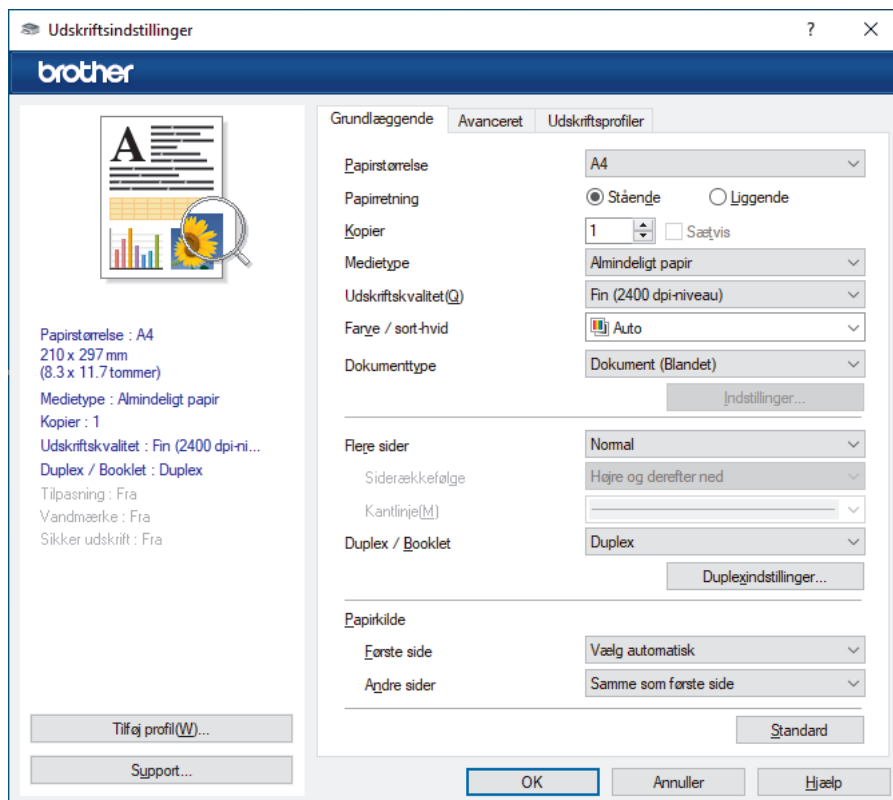 Udskriftsindstillinger
?
brother
A
Papirstørrelse : A4
210 x 297 mm
(8.3 x 11.7 tommer)
Medietype : Almindeligt papir
Kopier : 1
Udskriftskvalitet : Fin (2400 dpi-ni...
Duplex / Booklet : Duplex
Tilpasning : Fra
Vandmærke : Fra
Sikker udskrift : Fra
Tilføj profil(W)...
Support...
Grundlæggende Avanceret Udskriftsprofiler
Papirstørrelse A4
Papirretning Stående Liggende
Kopier 1 Sætvis
Medietype Almindeligt papir
Udskriftskvalitet(Q) Fin (2400 dpi-niveau)
Farve / sort-hvid Auto
Dokumenttype Dokument (Blandet)
Indstillinger...
Flere sider Normal
Siderækkefølge Højre og derefter ned
Kantlinje(M)
Duplex / Booklet Duplex
Duplexindstillinger...
Papirkilde
Første side Vælg automatisk
Andre sider Samme som første side
Standard
OK Annuller Hjælp